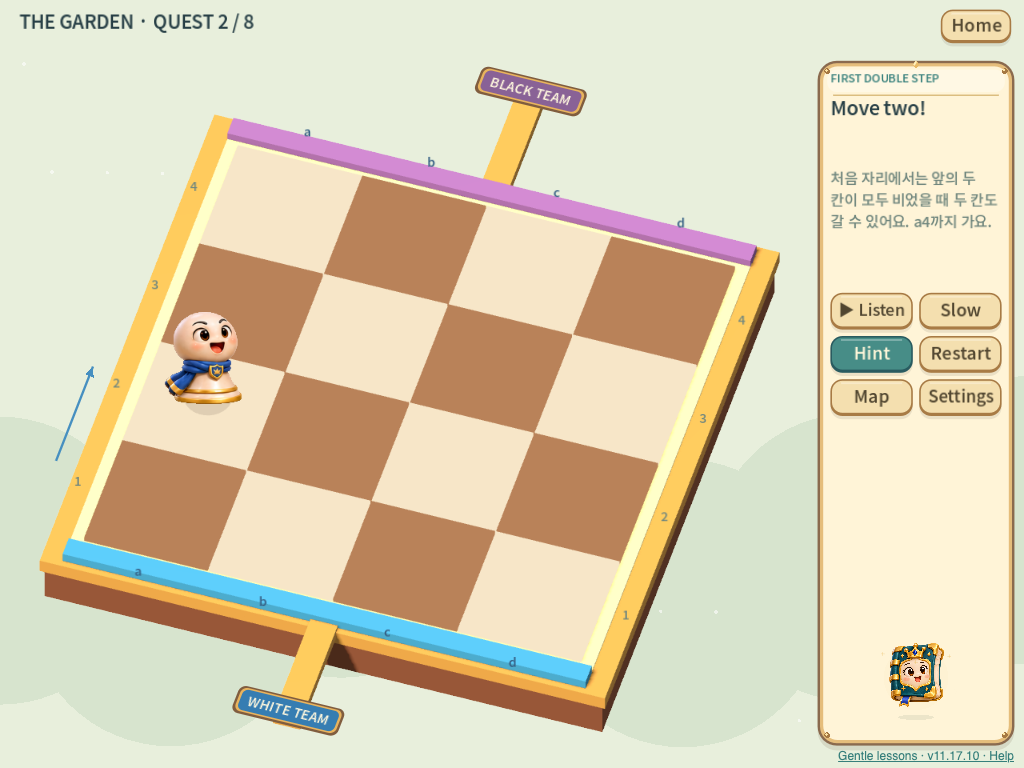 THE GARDEN · QUEST 2 / 8
Home
BLACK TEAM
a
b
c
d
4
3
2
1
4
3
2
1
a
b
c
d
WHITE TEAM
FIRST DOUBLE STEP
Move two!
처음 자리에서는 앞의 두
칸이 모두 비었을 때 두 칸도
갈 수 있어요. a4까지 가요.
▶ Listen
Slow
Hint
Restart
Map
Settings
Gentle lessons · v11.17.10 · Help